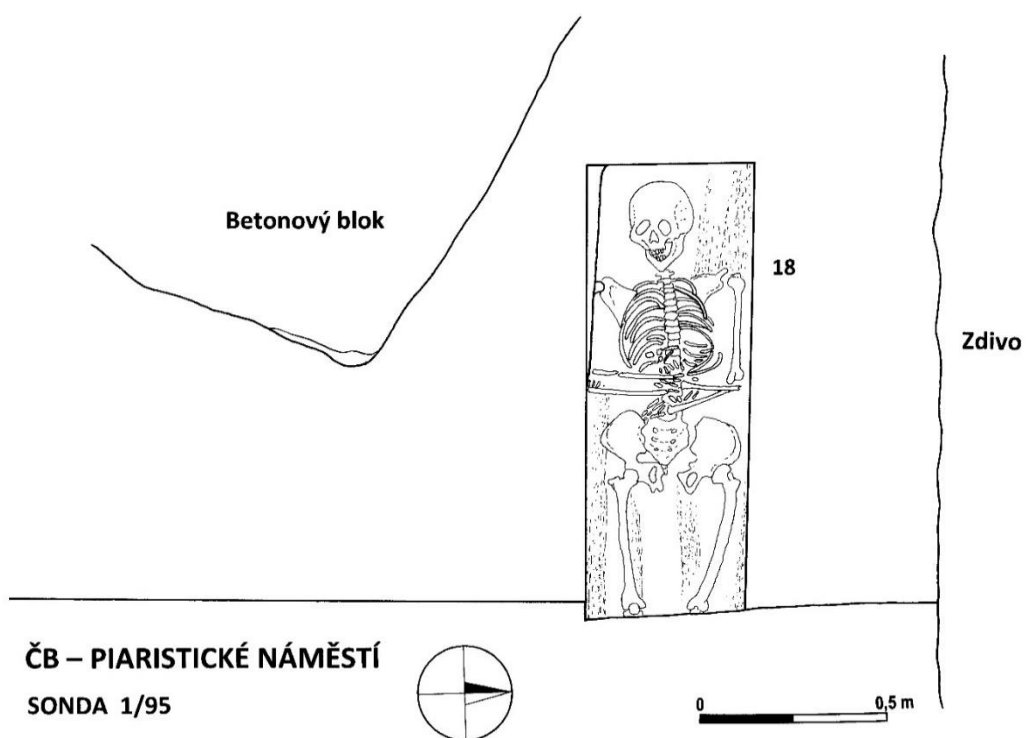 Betonový blok
18
Zdivo
ČB – PIARISTICKÉ NÁMĚSTÍ
SONDA 1/95
0
0,5 m